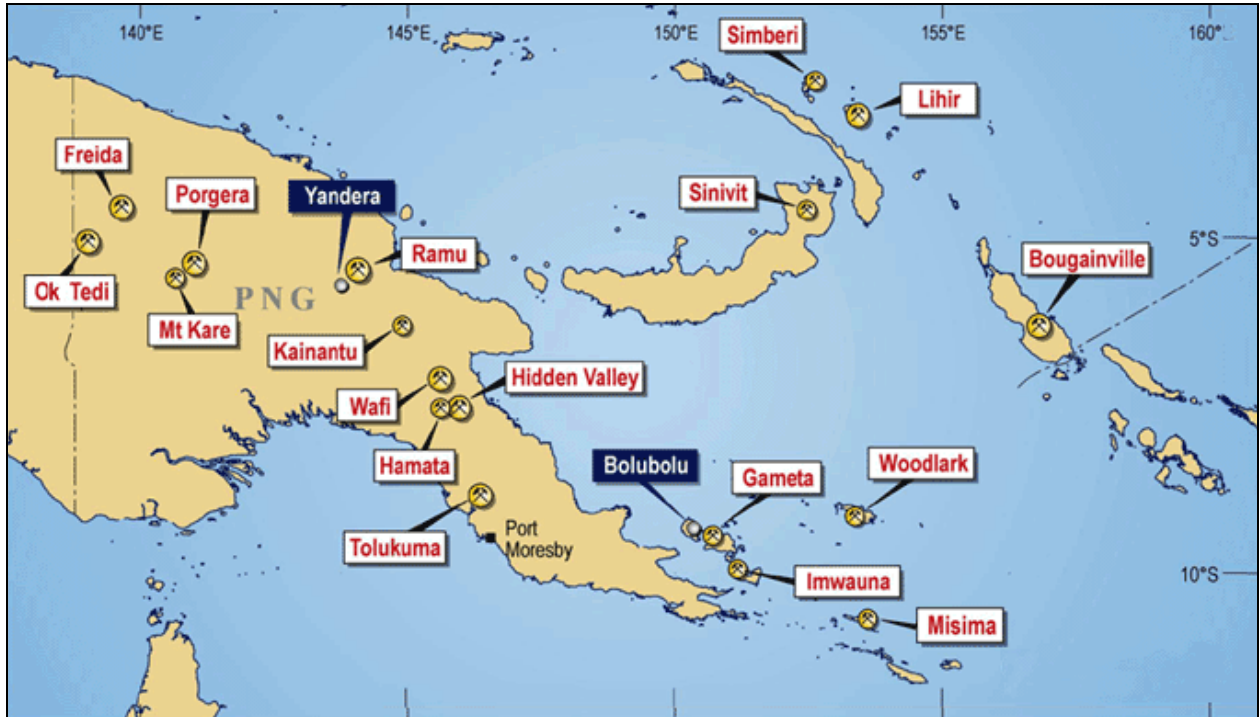 140°E
145°E
150°E
155°E
160°E
Simberi
Lihir
Freida
Porgera
Yandera
Sinivit
Ramu
5°S
Bougainville
Ok Tedi
PNG
Mt Kare
Kainantu
Hidden Valley
Wafi
Hamata
Bolubolu
Gameta
Woodlark
Tolukuma
Port
Moresby
Imwauna
10°S
Misima